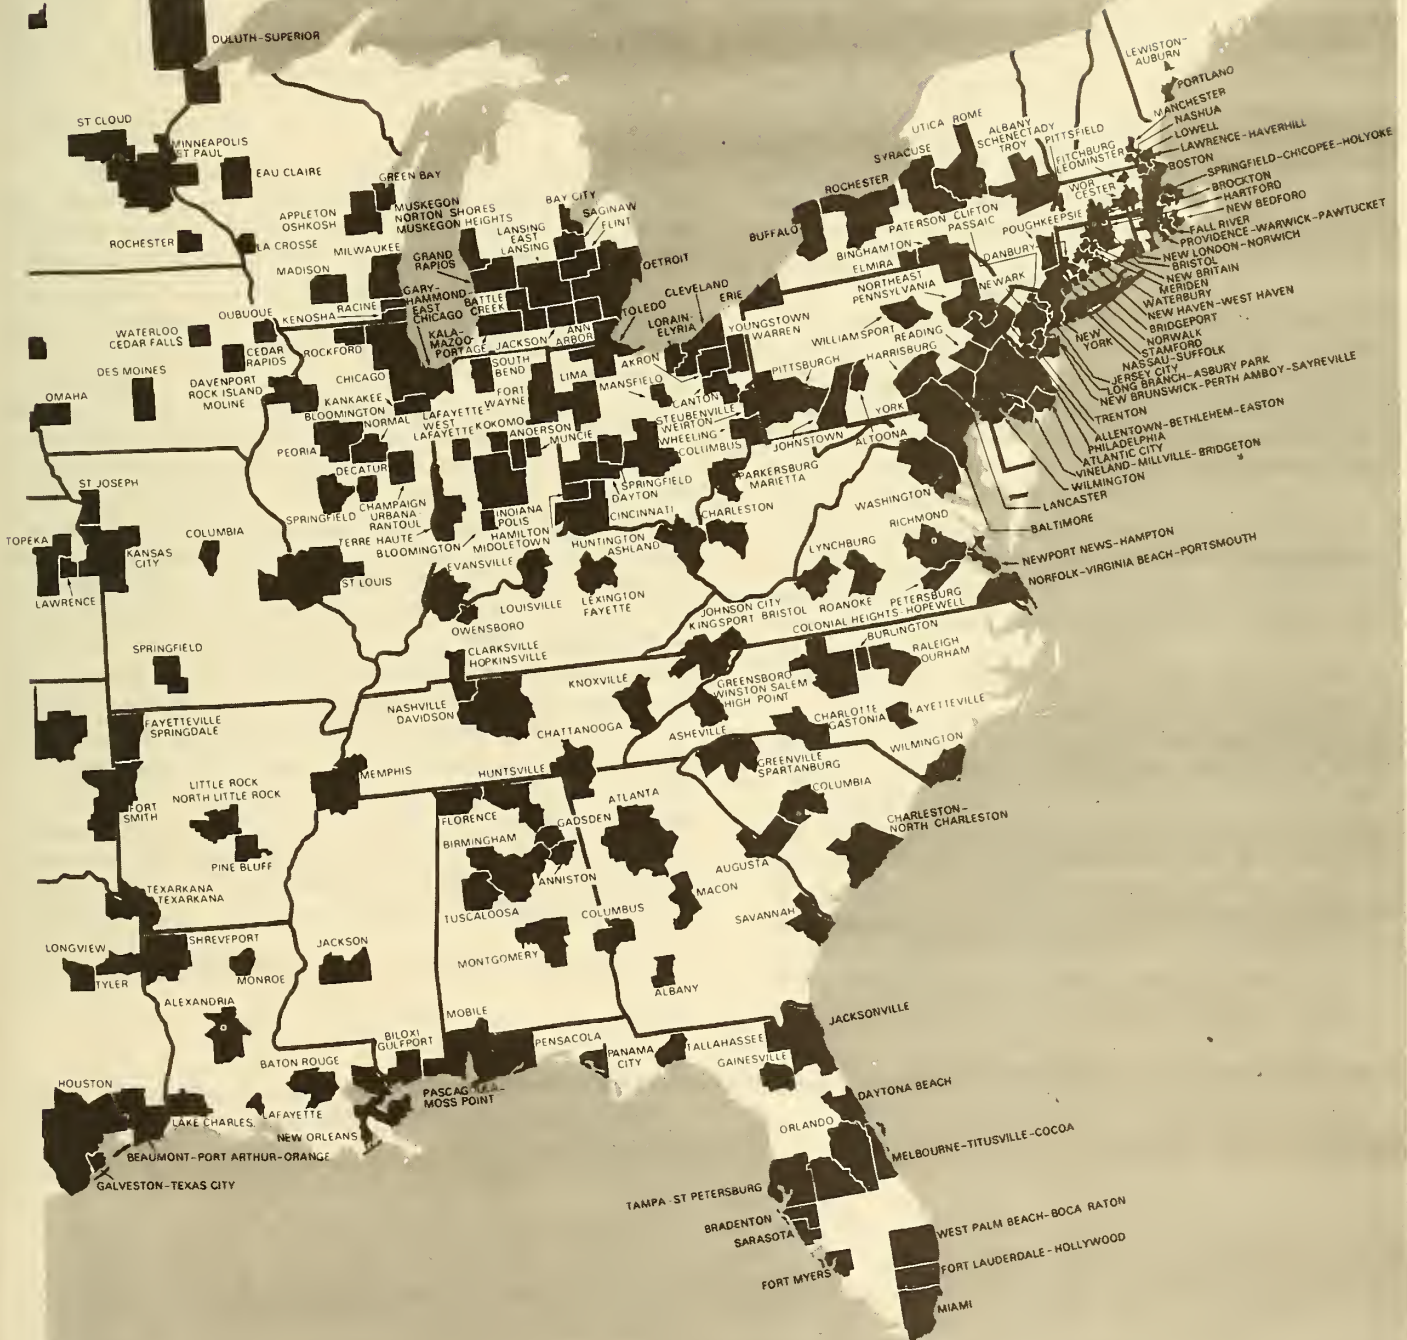 DULUTH-SUPERIOR
ST CLOUD
MINNEAPOLIS
ST PAUL
EAU CLAIRE
GREEN BAY
APPLETON
OSHKOSH
ROCHESTER
LA CROSSE
MILWAUKEE
MADISON
RACINE
KENOSHA
DUBUQUE
WATERLOO
CEDAR FALLS
CEDAR
RAPIDS
ROCKFORD
DES MOINES
DAVENPORT
ROCK ISLAND
MOLINE
CHICAGO
OMAHA
KANKAKEE
BLOOMINGTON
NORMAL
PEORIA
DECATUR
SPRINGFIELD
CHAMPAIGN
URBANA-
RANTOUL
MUSKEGON
NORTON SHORES
MUSKEGON HEIGHTS
GRAND
RAPIDS
BAY CITY
SAGINAW
FLINT
LANSING
EAST
LANSING
DETROIT
GARY-
HAMMOND-
EAST
CHICAGO
BATTLE
CREEK
KALA-
MAZOO-
PORTAGE
JACKSON
ANN
ARBOR
TOLEDO
CLEVELAND
LORAIN-
ELYRIA
ERIE
AKRON
YOUNGSTOWN
WARREN
SOUTH
BEND
FORT
WAYNE
LIMA
MANSFIELD
CANTON
LAFAYETTE-
WEST
LAFAYETTE
KOKOMO
ANDERSON
MUNCIE
STEUBENVILLE
WEIRTON
WHEELING
COLUMBUS
SPRINGFIELD
DAYTON
INDIANA
POLIS
HAMILTON
MIDDLETOWN
CINCINNATI
TERRE HAUTE
BLOOMINGTON
PARKERSBURG
MARIETTA
CHARLESTON
HUNTINGTON
ASHLAND
EVANSVILLE
OWENSBORO
LOUISVILLE
LEXINGTON
FAYETTE
ST JOSEPH
TOPEKA
LAWRENCE
KANSAS
CITY
COLUMBIA
ST LOUIS
SPRINGFIELD
BUFFALO
ROCHESTER
SYRACUSE
UTICA ROME
ALBANY
SCHENECTADY
TROY
PITTSFIELD
FITCHBURG
LEOMINSTER
WOR
CESTER
BINGHAMTON
ELMIRA
PATERSON CLIFTON
PASSAIC
POUGHKEEPSIE
DANBURY
NORTHEAST
PENNSYLVANIA
NEWARK
WILLIAMSPORT
READING
HARRISBURG
PITTSBURGH
YORK
JOHNSTOWN
ALTOONA
LEWISTON-
AUBURN
PORTLAND
MANCHESTER
NASHUA
LOWELL
LAWRENCE-HAVERHILL
BOSTON
SPRINGFIELD-CHICOPEE-HOLYOKE
BROCKTON
HARTFORD
NEW BEDFORD
FALL RIVER
PROVIDENCE-WARWICK-PAWTUCKET
NEW LONDON-NORWICH
BRISTOL
NEW BRITAIN
MERIDEN
WATERBURY
NEW HAVEN-WEST HAVEN
BRIDGEPORT
NORWALK
STAMFORD
NEW
YORK
NASSAU-SUFFOLK
JERSEY CITY
LONG BRANCH-ASBURY PARK
NEW BRUNSWICK-PERTH AMBOY-SAYREVILLE
TRENTON
ALLENTOWN-BETHLEHEM-EASTON
PHILADELPHIA
ATLANTIC CITY
VINELAND-MILLVILLE-BRIDGETON
WILMINGTON
LANCASTER
BALTIMORE
WASHINGTON
RICHMOND
NEWPORT NEWS-HAMPTON
NORFOLK-VIRGINIA BEACH-PORTSMOUTH
LYNCHBURG
ROANOKE
PETERSBURG
COLONIAL HEIGHTS-HOPEWELL
JOHNSON CITY
KINGSPORT BRISTOL
CLARKSVILLE
HOPKINSVILLE
NASHVILLE
DAVIDSON
KNOXVILLE
CHATTANOOGA
GREENSBORO
WINSTON SALEM
HIGH POINT
BURLINGTON
RALEIGH
DURHAM
ASHEVILLE
CHARLOTTE
GASTONIA
FAYETTEVILLE
WILMINGTON
GREENVILLE
SPARTANBURG
COLUMBIA
CHARLESTON-
NORTH CHARLESTON
FAYETTEVILLE
SPRINGDALE
LITTLE ROCK
NORTH LITTLE ROCK
FORT
SMITH
PINE BLUFF
MEMPHIS
HUNTSVILLE
FLORENCE
ATLANTA
GADSDEN
BIRMINGHAM
ANNISTON
AUGUSTA
TUSCALOOSA
COLUMBUS
MACON
SAVANNAH
MONTGOMERY
ALBANY
TEXARKANA
TEXARKANA
SHREVEPORT
LONGVIEW
TYLER
MONROE
JACKSON
ALEXANDRIA
MOBILE
BILOXI
GULFPORT
PENSACOLA
PANAMA
CITY
TALLAHASSEE
JACKSONVILLE
GAINESVILLE
BATON ROUGE
PASCAGOULA-
MOSS POINT
HOUSTON
LAKE CHARLES
LAFAYETTE
NEW ORLEANS
BEAUMONT-PORT ARTHUR-ORANGE
GALVESTON-TEXAS CITY
DAYTONA BEACH
ORLANDO
MELBOURNE-TITUSVILLE-COCOA
TAMPA-ST PETERSBURG
BRADENTON
SARASOTA
WEST PALM BEACH-BOCA RATON
FORT LAUDERDALE-HOLLYWOOD
FORT MYERS
MIAMI